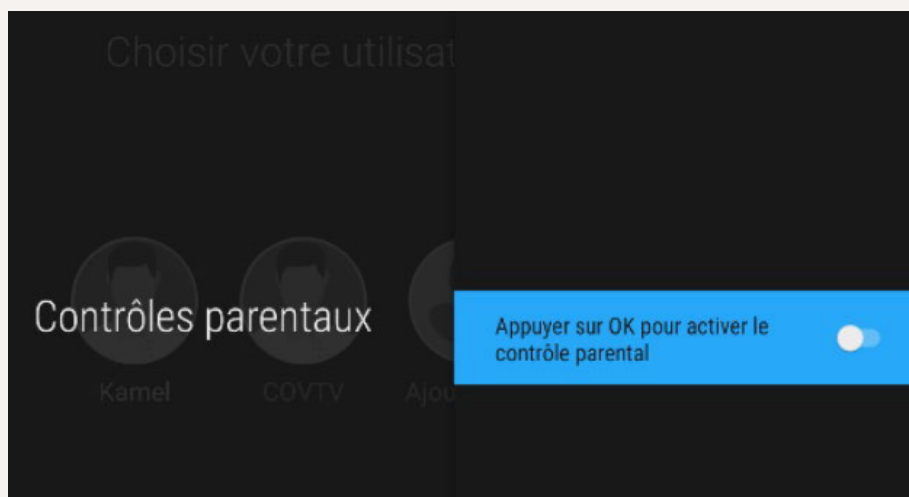 Choisir votre utilisat
Contrôles parentaux
Kamel
COVTV
Ajou
Appuyer sur OK pour activer le
contrôle parental